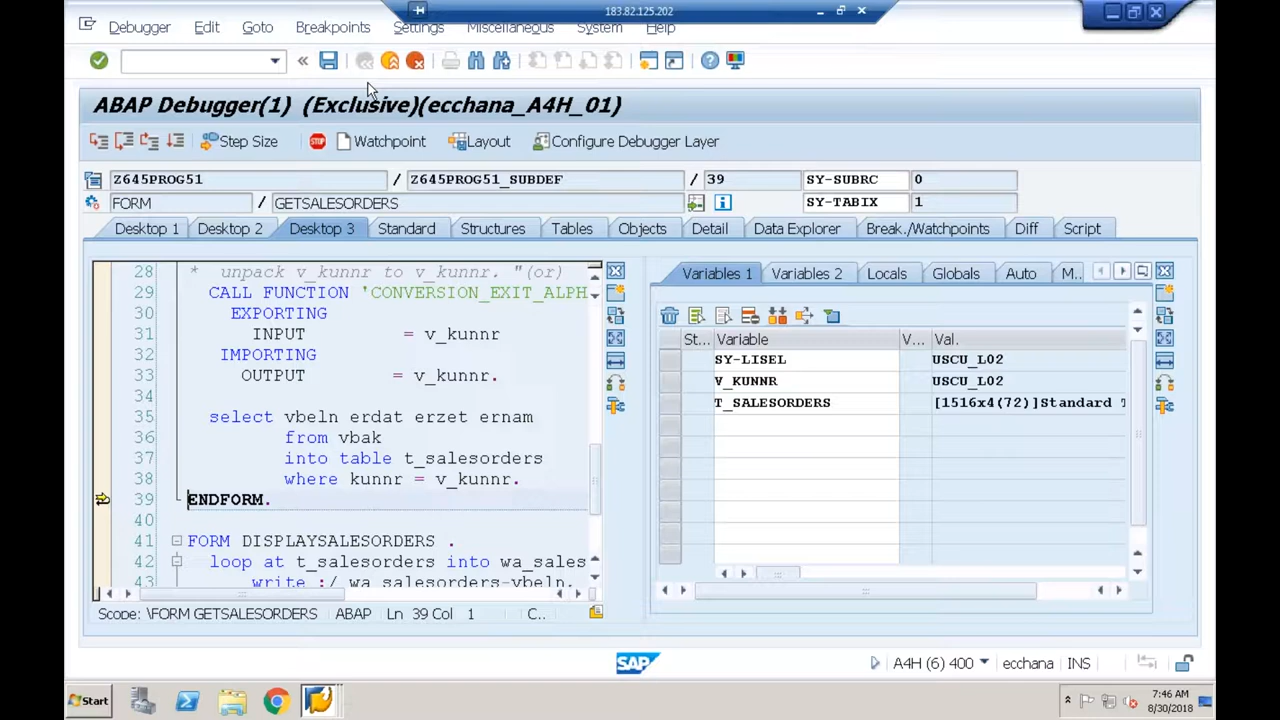 183.82.125.202
Debugger Edit Goto Breakpoints Settings Miscellaneous System Help
ABAP Debugger(1) (Exclusive)(ecchana_A4H_01)
Step Size STOP Watchpoint Layout Configure Debugger Layer
Z645PROG51 / Z645PROG51_SUBDEF / 39 SY-SUBRC 0
FORM / GETSALESORDERS SY-TABIX 1
Desktop 1 Desktop 2 Desktop 3 Standard Structures Tables Objects Detail Data Explorer Break./Watchpoints Diff Script
Variables 1 Variables 2 Locals Globals Auto M..
St... Variable V... Val.
SY-LISEL USCU_L02
V_KUNNR USCU_L02
T_SALESORDERS [1516x4(72)]Standard T
28 * unpack v_kunnr to v_kunnr. "(or)
29 CALL FUNCTION 'CONVERSION_EXIT_ALPH
30 EXPORTING
31 INPUT = v_kunnr
32 IMPORTING
33 OUTPUT = v_kunnr.
34
35 select vbeln erdat erzet ernam
36 from vbak
37 into table t_salesorders
38 where kunnr = v_kunnr.
39 ENDFORM.
40
41 FORM DISPLAYSALESORDERS .
42 loop at t_salesorders into wa_sales
43 write :/ wa_salesorders-vbeln,
Scope: \FORM GETSALESORDERS ABAP Ln 39 Col 1 C..
SAP A4H (6) 400 ecchana INS
Start 7:46 AM
8/30/2018